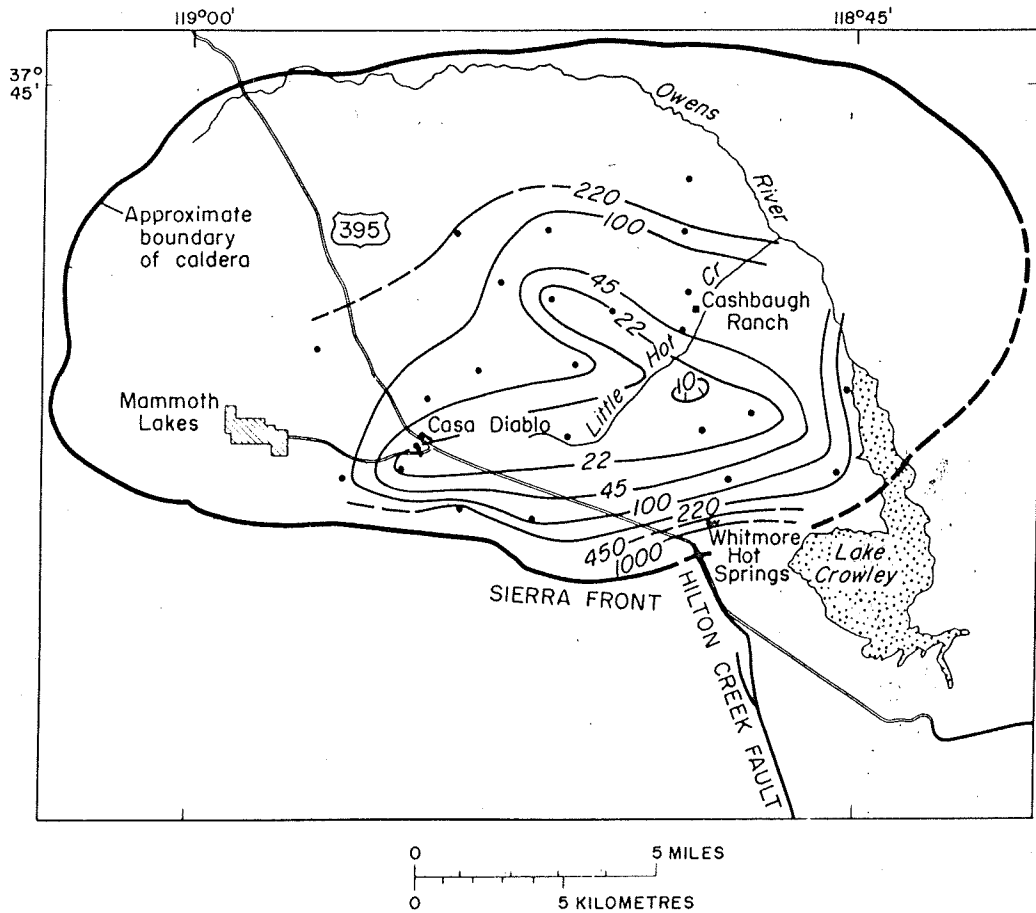 119°00'
118°45'
37°
45'
Owens
River
220
100
Approximate
boundary
of caldera
395
45
22
Cr
Cashbaugh
Ranch
Hot
Little
10
Mammoth
Lakes
Casa Diablo
22
45
100
220
450
1000
Whitmore
Hot
Springs
Lake
Crowley
SIERRA FRONT
HILTON CREEK FAULT
0 5 MILES
0 5 KILOMETRES